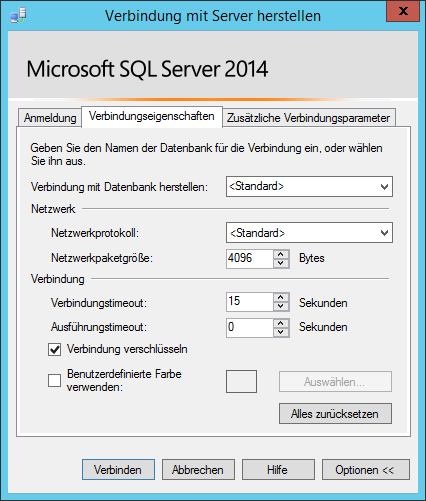 Verbindung mit Server herstellen
Microsoft SQL Server 2014
Anmeldung Verbindungseigenschaften Zusätzliche Verbindungsparameter
Geben Sie den Namen der Datenbank für die Verbindung ein, oder wählen
Sie ihn aus.
Verbindung mit Datenbank herstellen: <Standard>
Netzwerk
Netzwerkprotokoll: <Standard>
Netzwerkpaketgröße: 4096 Bytes
Verbindung
Verbindungstimeout: 15 Sekunden
Ausführungstimeout: 0 Sekunden
Verbindung verschlüsseln
Benutzerdefinierte Farbe
verwenden: Auswählen...
Alles zurücksetzen
Verbinden Abbrechen Hilfe Optionen <<